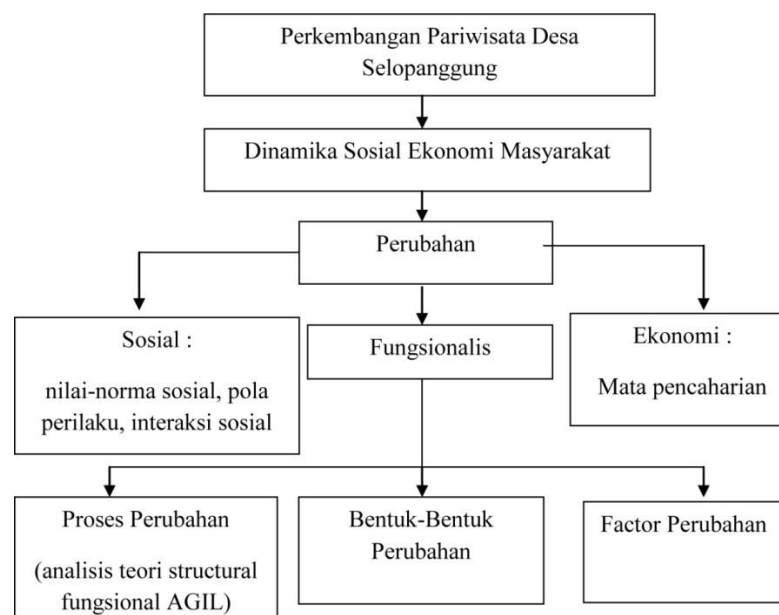 Perkembangan Pariwisata Desa
Selopanggung
Dinamika Sosial Ekonomi Masyarakat
Perubahan
Sosial :
nilai-norma sosial, pola
perilaku, interaksi sosial
Fungsionalis
Ekonomi :
Mata pencaharian
Proses Perubahan
(analisis teori structural
fungsional AGIL)
Bentuk-Bentuk
Perubahan
Factor Perubahan